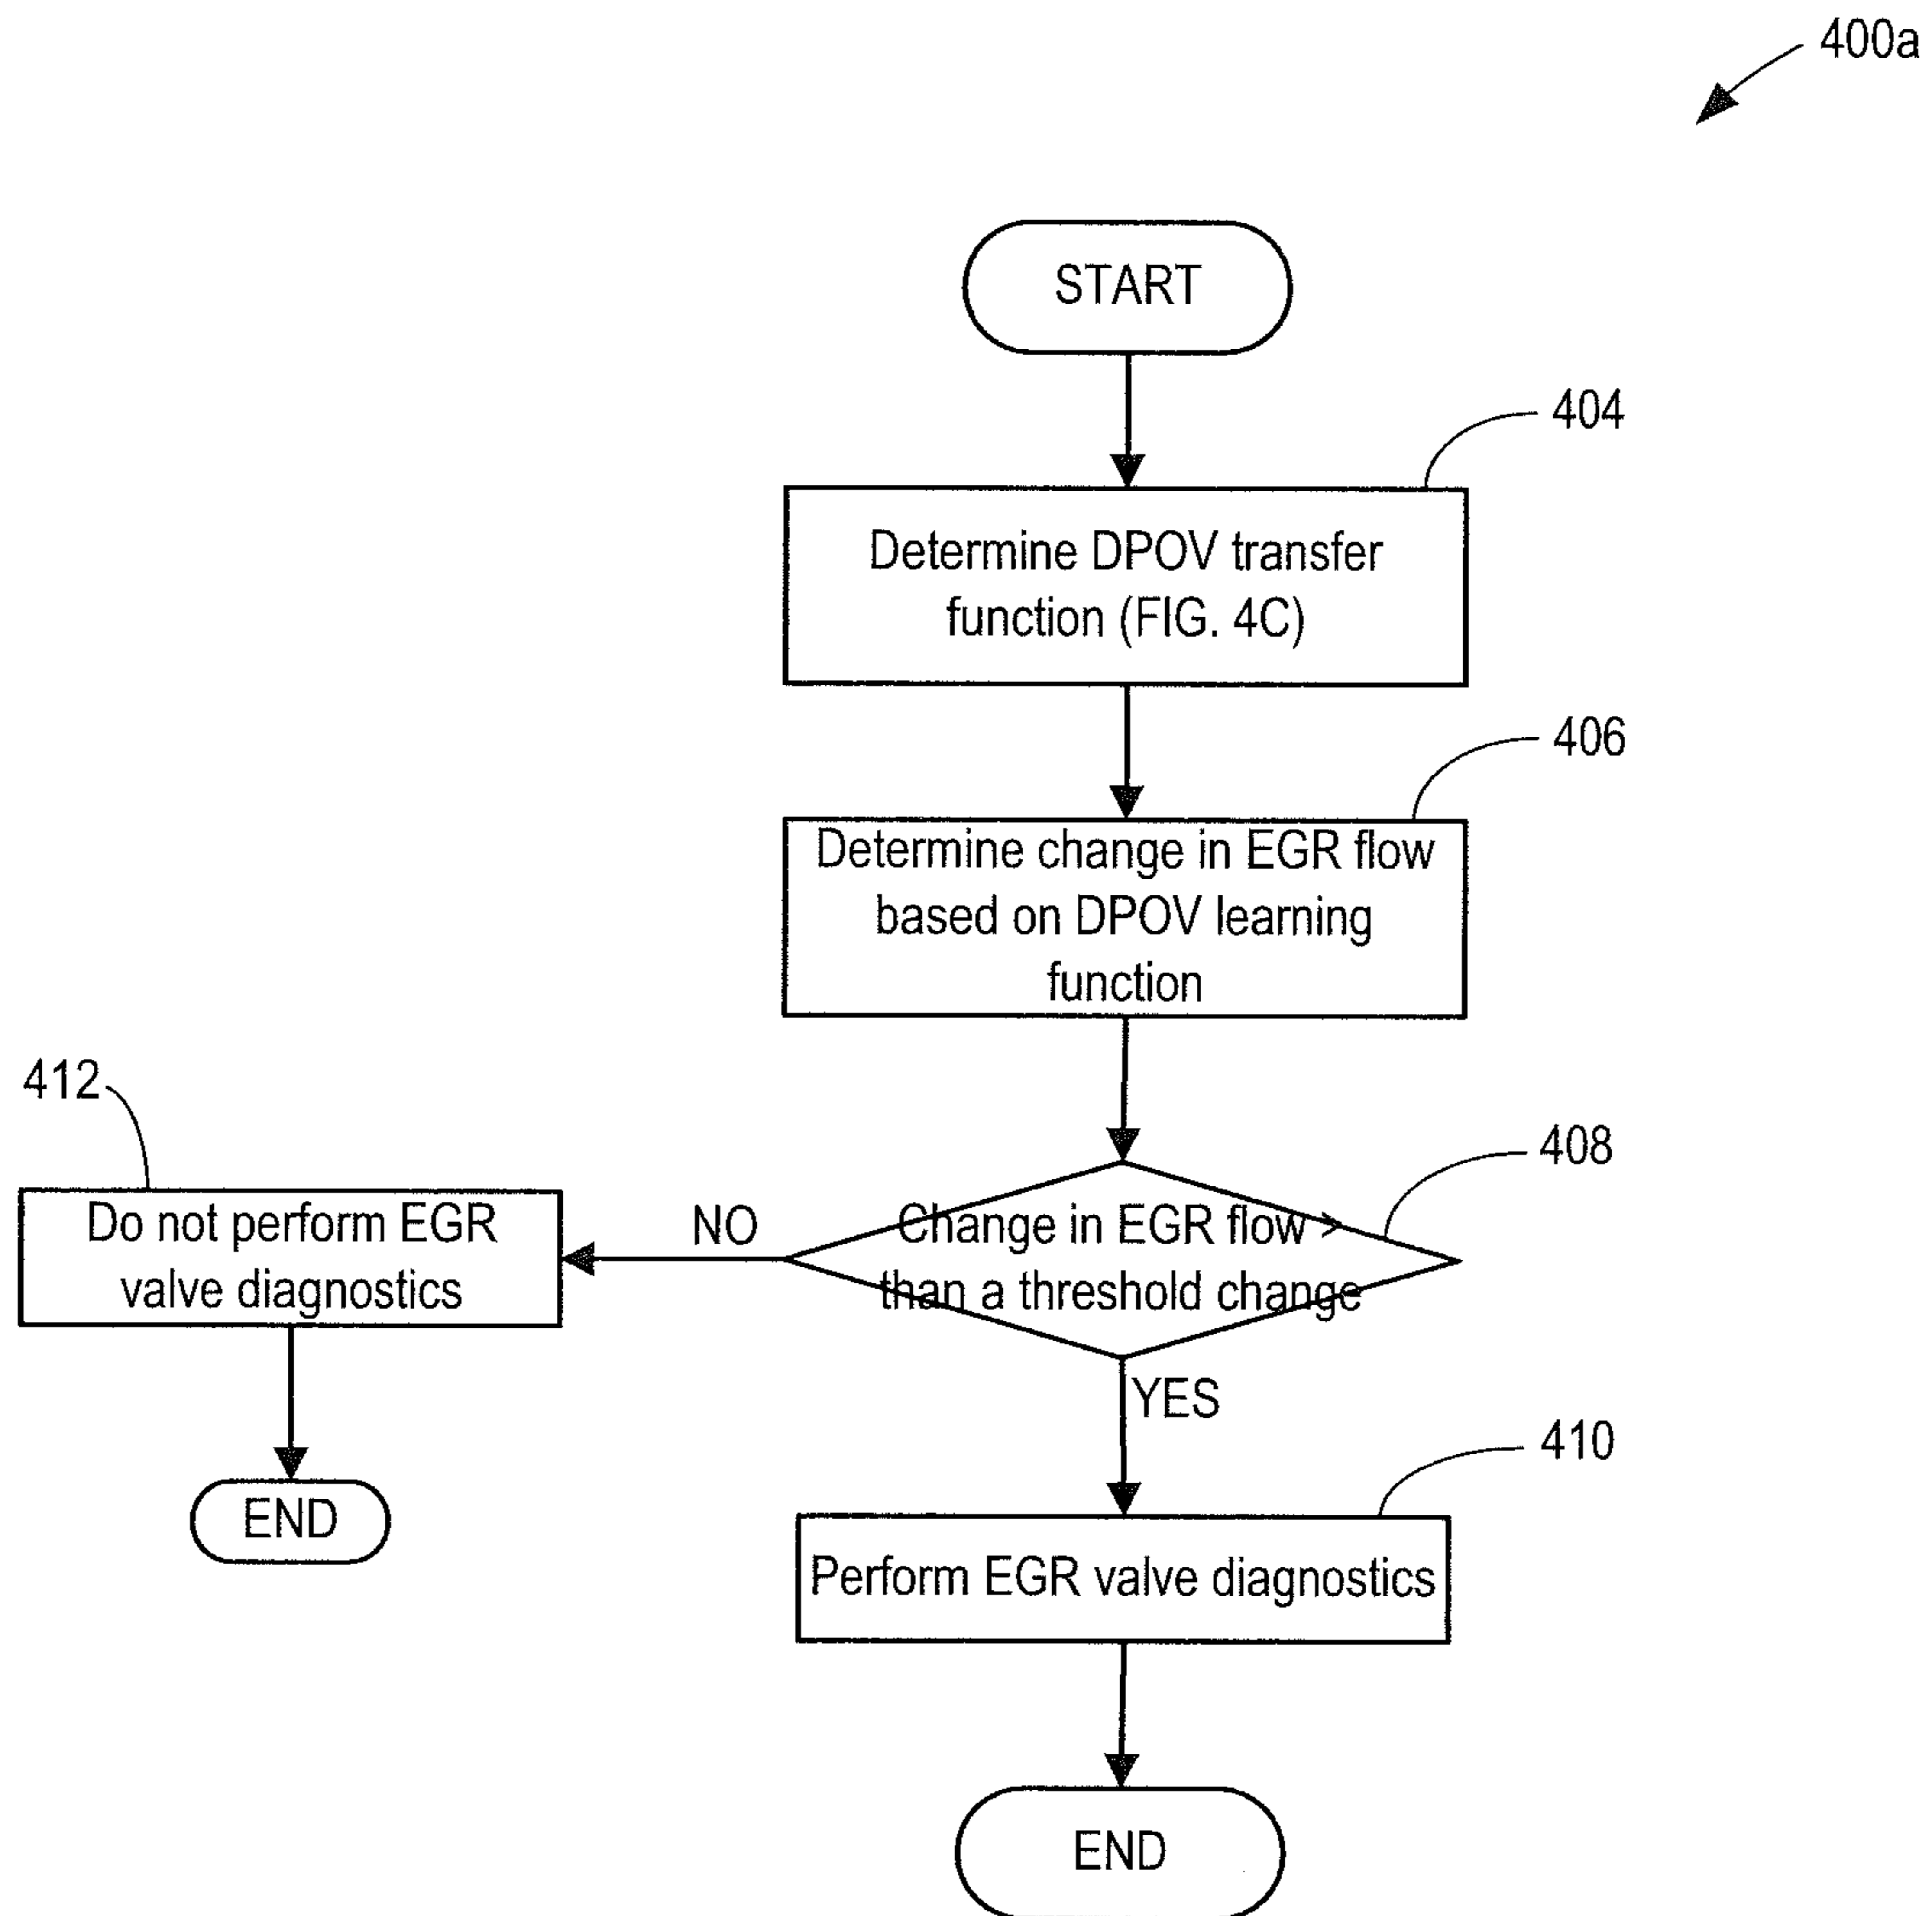 400a
START
404
Determine DPOV transfer
function (FIG. 4C)
406
Determine change in EGR flow
based on DPOV learning
function
412
408
Do not perform EGR
valve diagnostics
NO
Change in EGR flow >
than a threshold change
YES
410
END
Perform EGR valve diagnostics
END